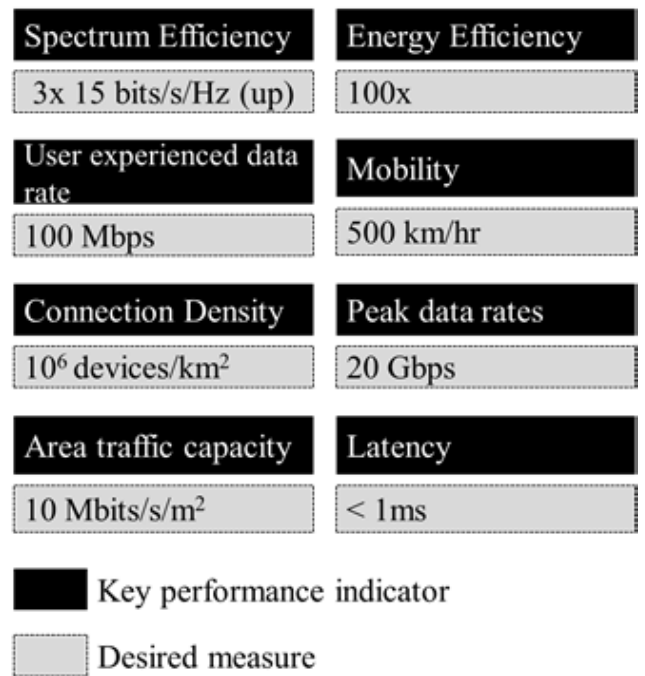 Spectrum Efficiency
Energy Efficiency
3x 15 bits/s/Hz (up)
100x
User experienced data
rate
Mobility
100 Mbps
500 km/hr
Connection Density
Peak data rates
10⁶ devices/km²
20 Gbps
Area traffic capacity
Latency
10 Mbits/s/m²
< 1ms
Key performance indicator
Desired measure